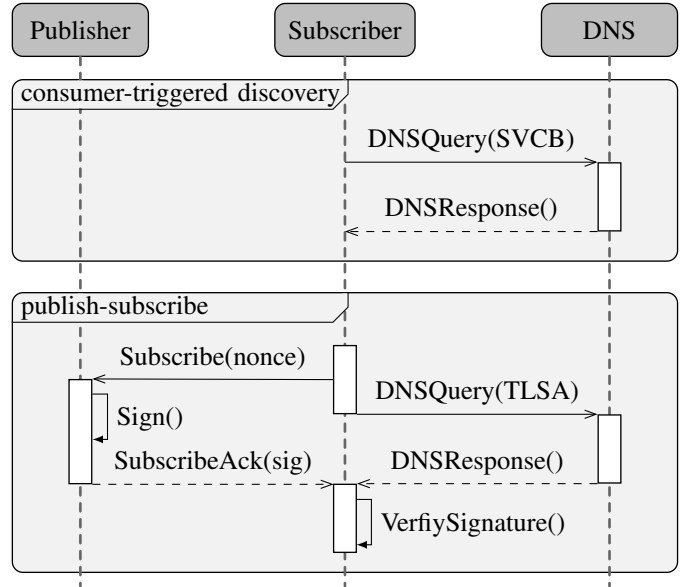 Publisher
Subscriber
DNS
consumer-triggered discovery
DNSQuery(SVCB)
DNSResponse()
publish-subscribe
Subscribe(nonce)
DNSQuery(TLSA)
Sign()
SubscribeAck(sig)
DNSResponse()
VerfiySignature()